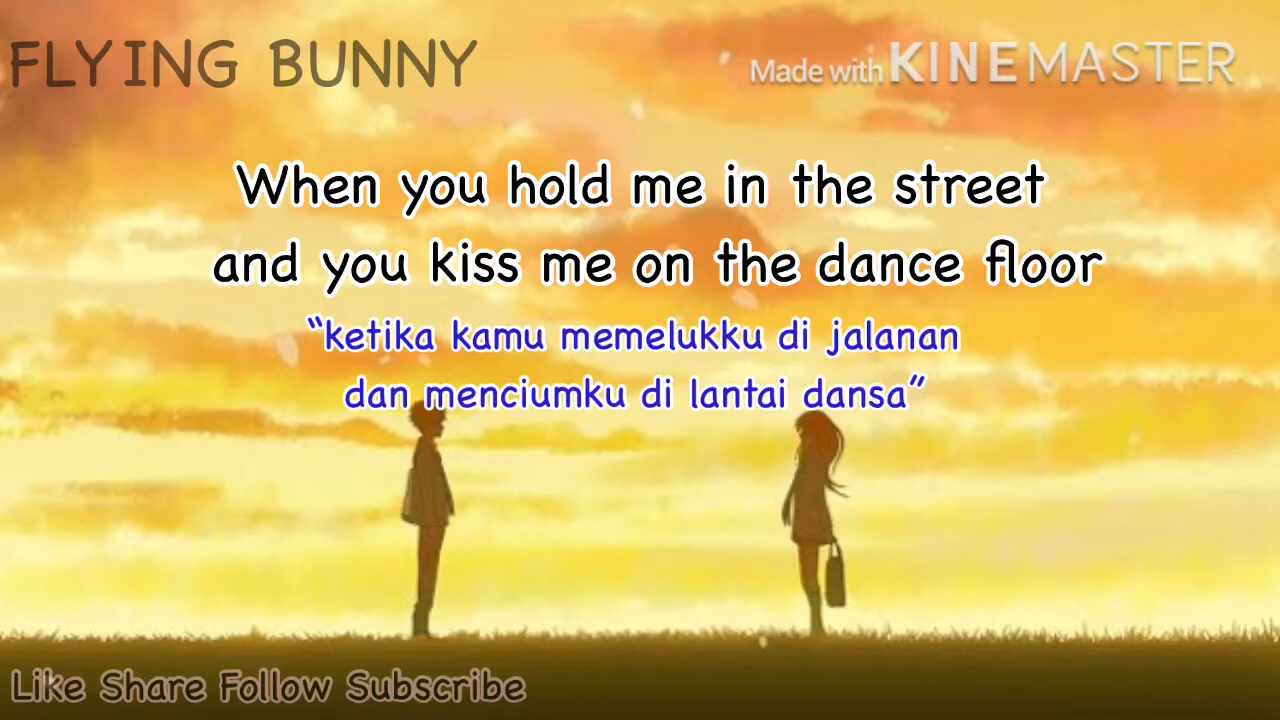 FLYING BUNNY
Made with KINEMASTER
When you hold me in the street
and you kiss me on the dance floor
“ketika kamu memelukku di jalanan
dan menciumku di lantai dansa”
Like Share Follow Subscribe